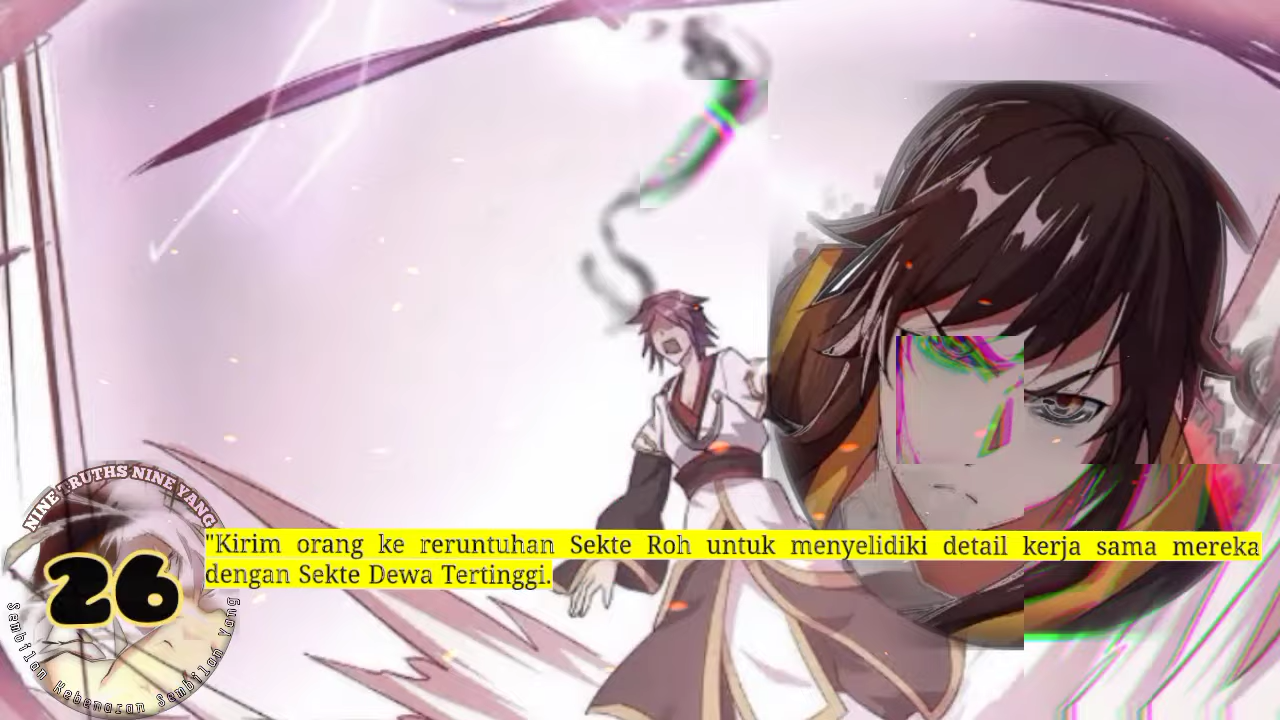 NINE TRUTHS NINE YANG
26
Sembilan Kebenaran Sembilan Yang
"Kirim orang ke reruntuhan Sekte Roh untuk menyelidiki detail kerja sama mereka
dengan Sekte Dewa Tertinggi.